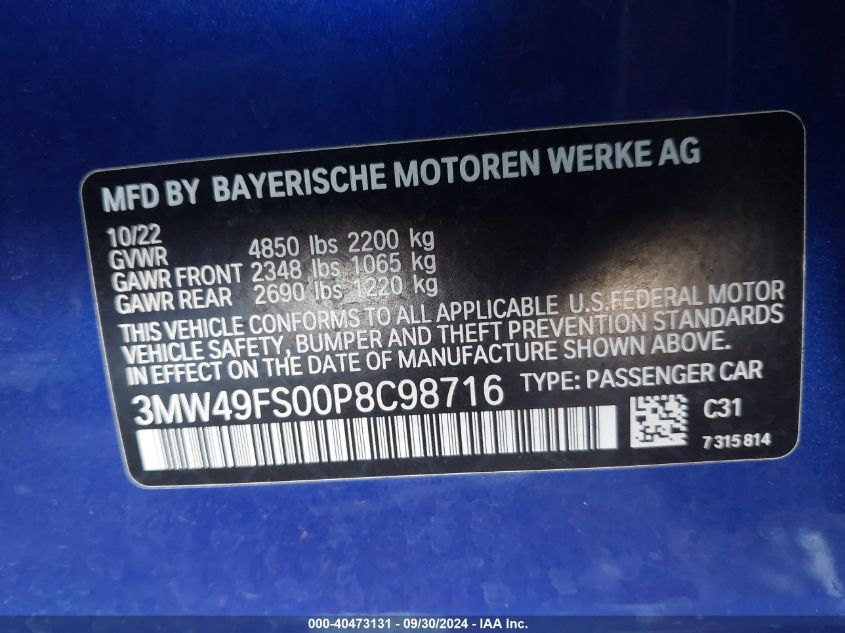 MFD BY BAYERISCHE MOTOREN WERKE AG
10/22
GVWR 4850 lbs 2200 kg
GAWR FRONT 2348 lbs 1065 kg
GAWR REAR 2690 lbs 1220 kg
THIS VEHICLE CONFORMS TO ALL APPLICABLE U.S.FEDERAL MOTOR
VEHICLE SAFETY, BUMPER AND THEFT PREVENTION STANDARDS
IN EFFECT ON THE DATE OF MANUFACTURE SHOWN ABOVE.
3MW49FS00P8C98716 TYPE: PASSENGER CAR
C31
7 315 814
000-40473131 - 09/30/2024 - IAA Inc.